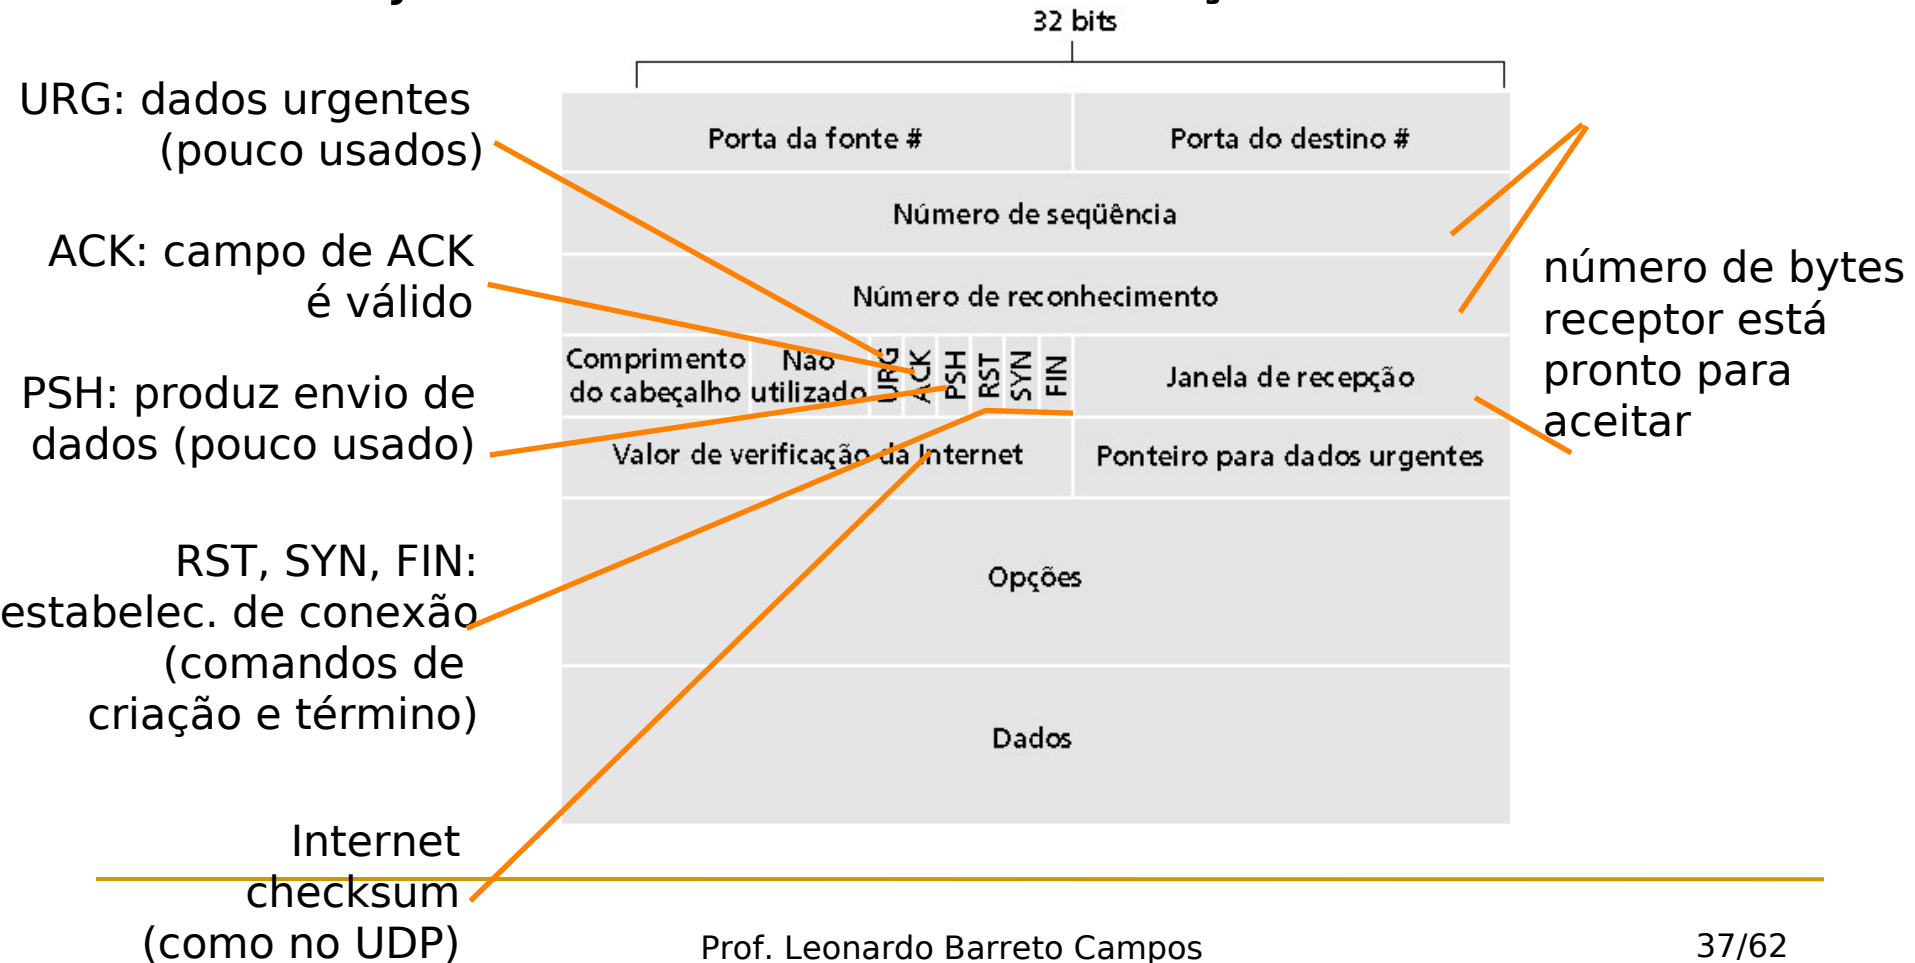 32 bits
URG: dados urgentes
(pouco usados)
ACK: campo de ACK
é válido
PSH: produz envio de
dados (pouco usado)
RST, SYN, FIN:
estabelec. de conexão
(comandos de
criação e término)
Internet
checksum
(como no UDP)
Porta da fonte #
Porta do destino #
Número de seqüência
Número de reconhecimento
Comprimento
do cabeçalho
Não
utilizado
URG
ACK
PSH
RST
SYN
FIN
Janela de recepção
Valor de verificação da Internet
Ponteiro para dados urgentes
Opções
Dados
número de bytes
receptor está
pronto para
aceitar
Prof. Leonardo Barreto Campos
37/62